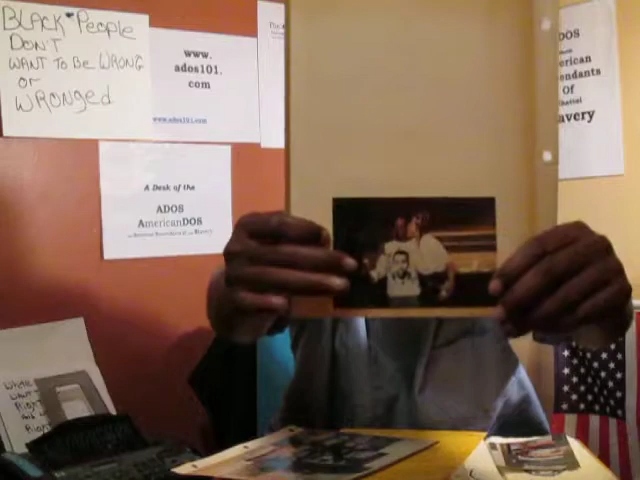 BLACK People
DON'T
WANT TO BE WRONG
or
WRONGED
www.
ados101.
com
www.ados101.com
A Desk of the
ADOS
AmericanDOS
DOS
erican
endants
Of
hattel
avery